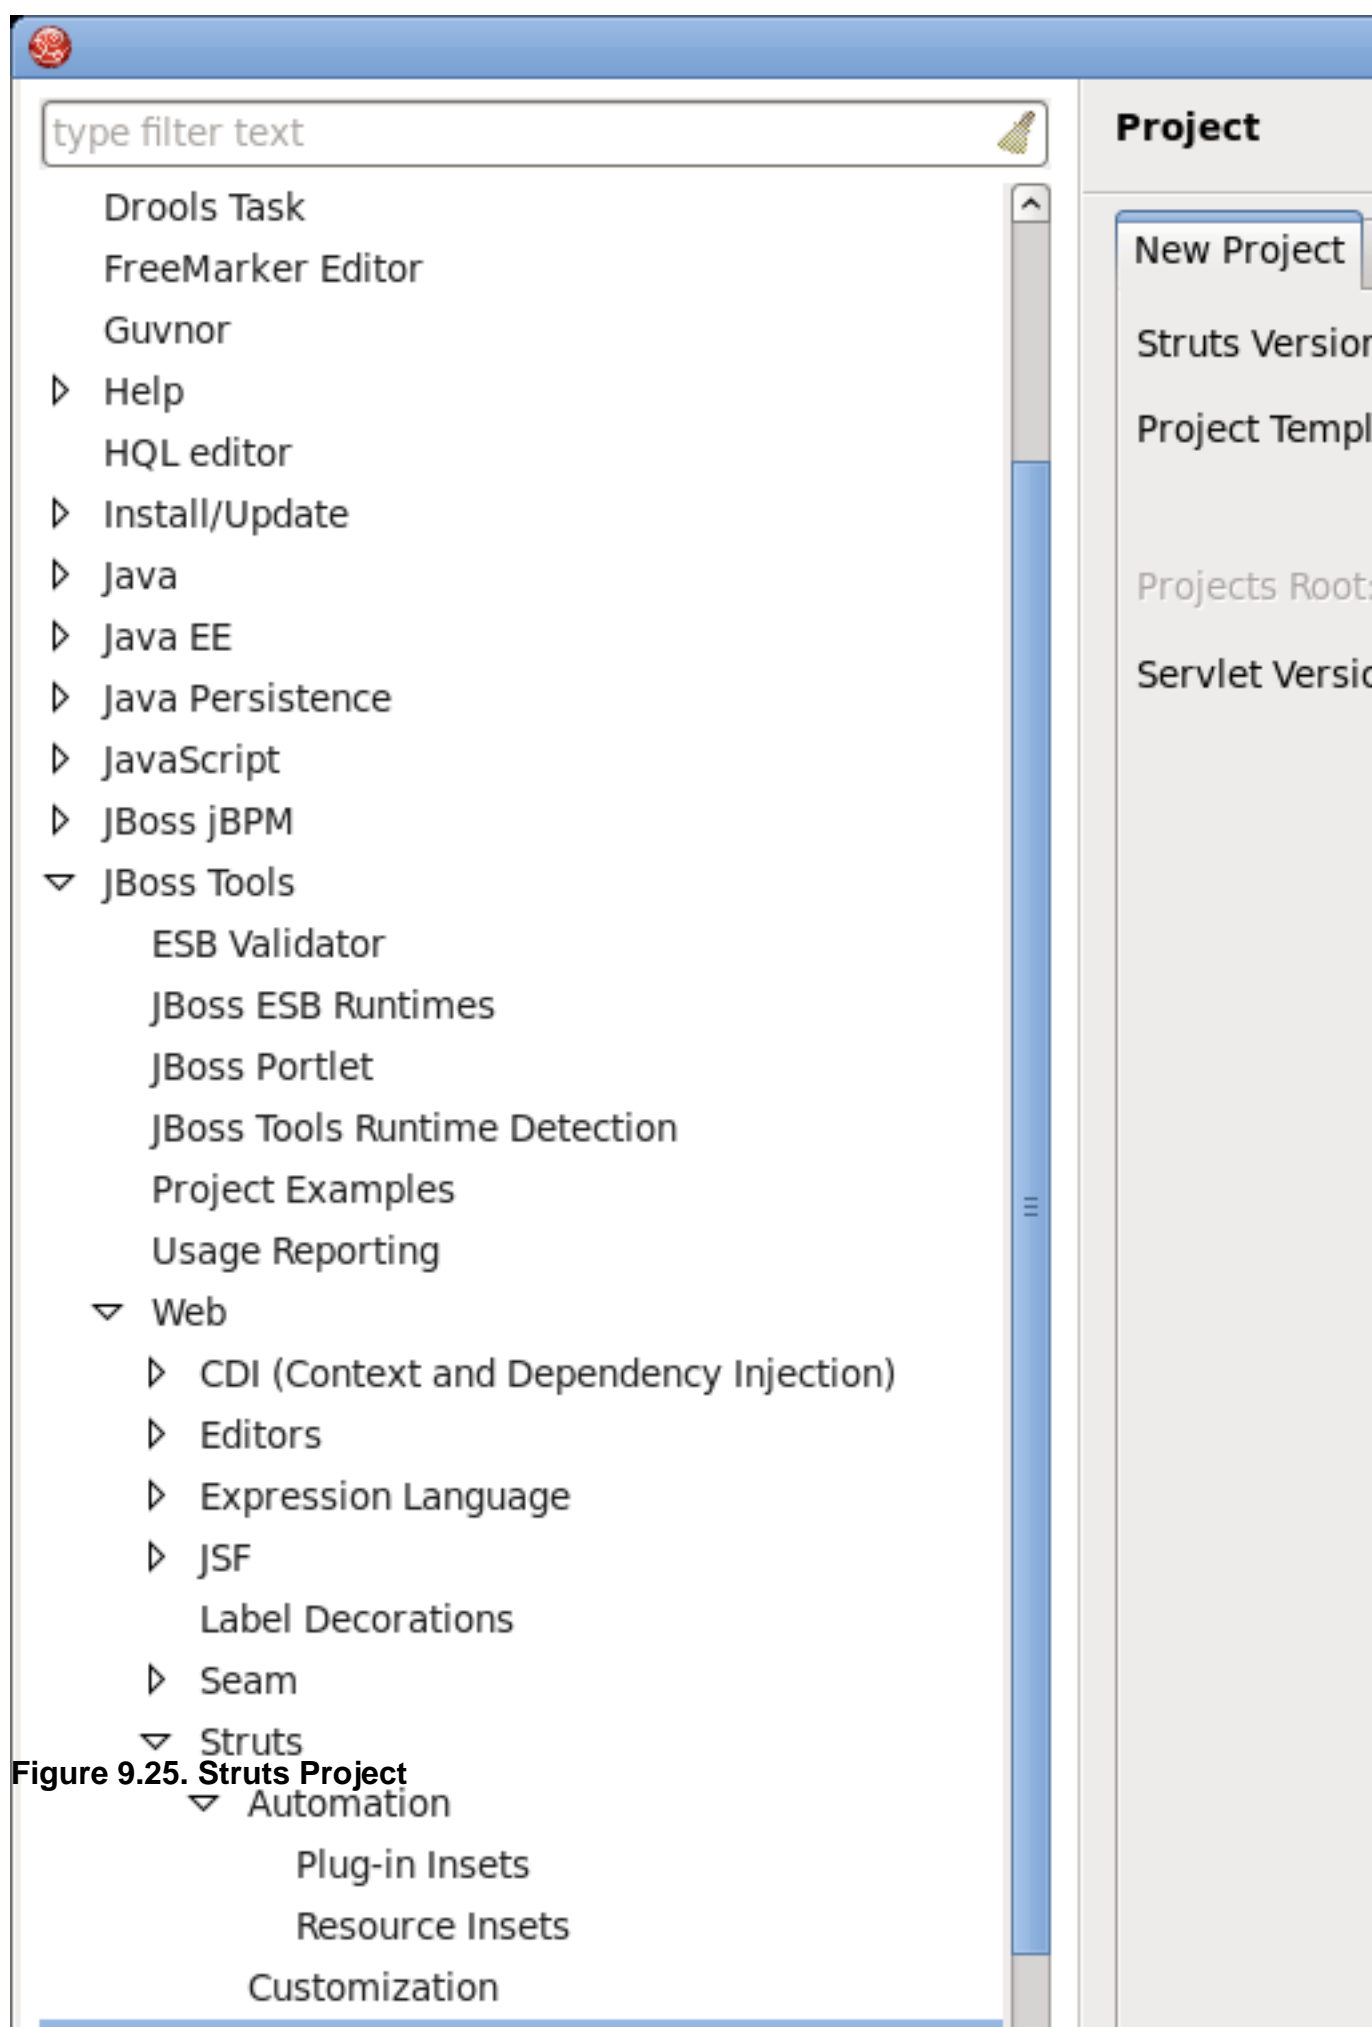 type filter text
Drools Task
FreeMarker Editor
Guvnor
Help
HQL editor
Install/Update
Java
Java EE
Java Persistence
JavaScript
JBoss jBPM
JBoss Tools
ESB Validator
JBoss ESB Runtimes
JBoss Portlet
JBoss Tools Runtime Detection
Project Examples
Usage Reporting
Web
CDI (Context and Dependency Injection)
Editors
Expression Language
JSF
Label Decorations
Seam
Struts
Figure 9.25. Struts Project
Automation
Plug-in Insets
Resource Insets
Customization
Project
New Project
Struts Version
Project Templ
Projects Root:
Servlet Versio